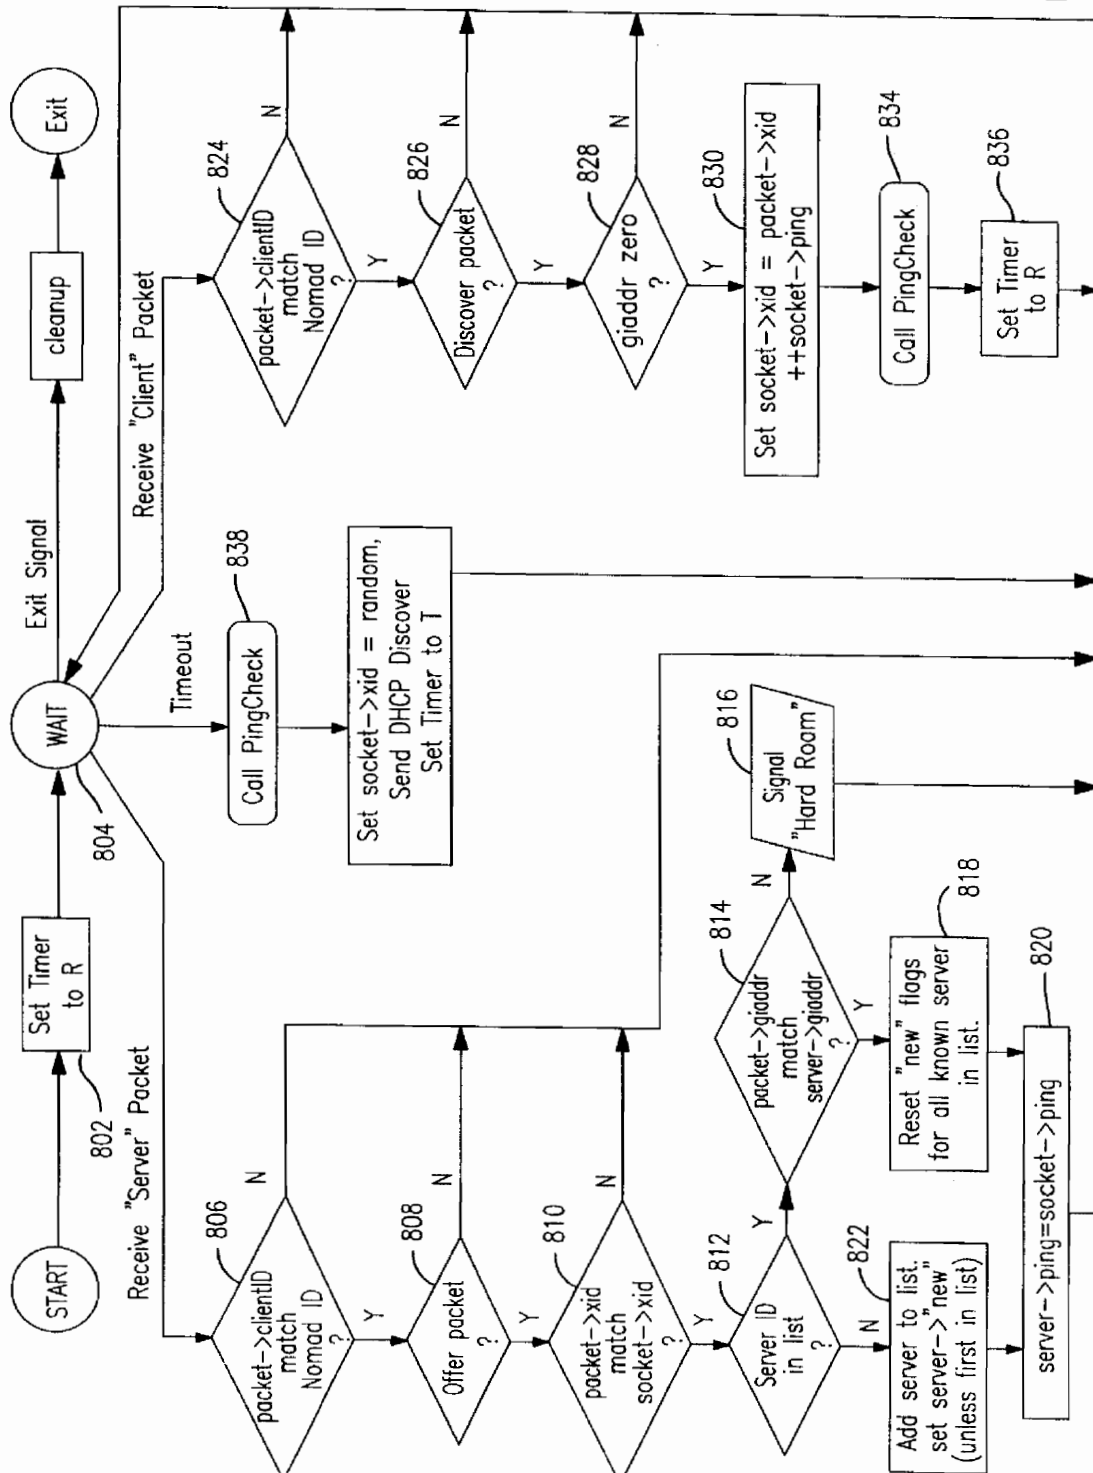 START
802
Set Timer
to R
804
WAIT
Exit Signal
cleanup
Exit
Receive "Server" Packet
Timeout
Receive "Client" Packet
806
packet->clientID
match
Nomad ID
?
N
Y
808
Offer packet
?
N
Y
810
packet->xid
match
socket->xid
?
N
Y
812
Server ID
in list
?
Y
N
822
Add server to list.
set server->"new"
(unless first in list)
814
packet->giaddr
match
server->giaddr
?
N
Y
816
Signal
"Hard Roam"
818
Reset "new" flags
for all known server
in list.
820
server->ping=socket->ping
838
Call PingCheck
Set socket->xid = random,
Send DHCP Discover
Set Timer to T
824
packet->clientID
match
Nomad ID
?
N
Y
826
Discover packet
?
N
Y
828
giaddr zero
?
N
Y
830
Set socket->xid = packet->xid
++socket->ping
834
Call PingCheck
836
Set Timer
to R